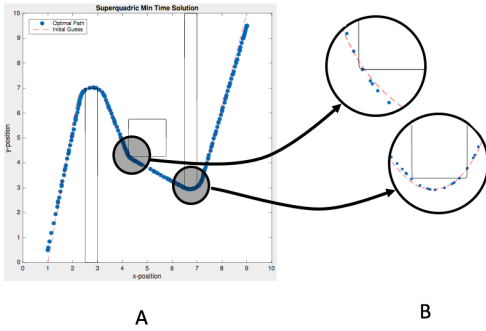 Superquadric Min Time Solution
Optimal Path
Initial Guess
y-position
10
9
8
7
6
5
4
3
2
1
0
0 1 2 3 4 5 6 7 8 9 10
x-position
A B